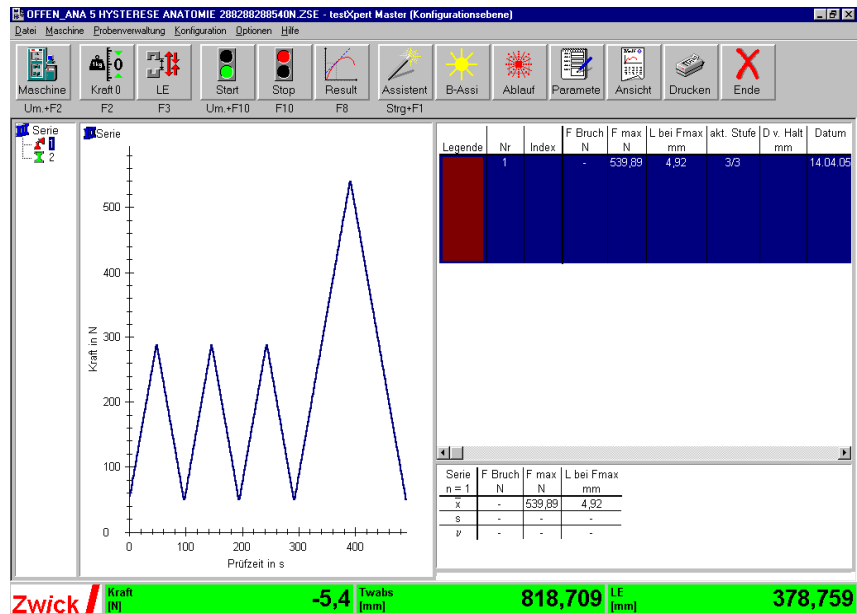 OFFEN_ANA 5 HYSTERESE ANATOMIE 288288288540N.ZSE - testXpert Master (Konfigurationsebene)
Datei Maschine Probenverwaltung Konfiguration Optionen Hilfe
Maschine Kraft 0 LE Start Stop Result Assistent B-Assi Ablauf Paramete Ansicht Drucken Ende
Um.+F2 F2 F3 Um.+F10 F10 F8 Strg+F1
Serie
1
2
Serie
Kraft in N
500
400
300
200
100
0
0 100 200 300 400
Prüfzeit in s
Legende Nr Index F Bruch N F max N L bei Fmax mm akt. Stufe D v. Halt mm Datum
1 - 539,89 4,92 3/3 14.04.05
Serie F Bruch F max L bei Fmax
n = 1 N N mm
x̄ - 539,89 4,92
s - - -
ν - - -
Zwick
Kraft [N] -5,4 Twabs [mm] 818,709 LE [mm] 378,759